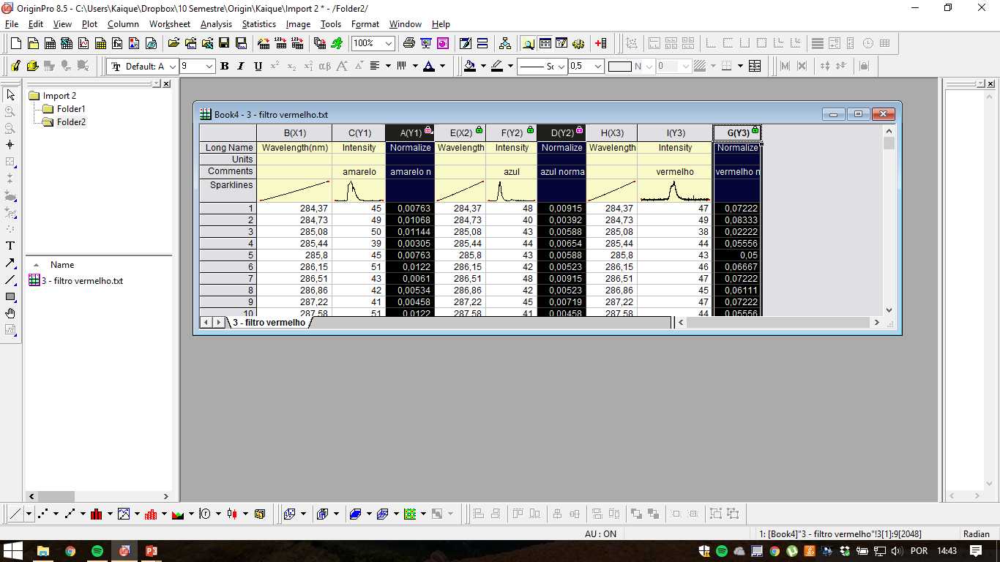 OriginPro 8.5 - C:\Users\Kaique\Dropbox\10 Semestre\Origin\Kaique\Import 2 * - /Folder2/
File Edit View Plot Column Worksheet Analysis Statistics Image Tools Format Window Help
100%
Default: A 9 B I U x² x₂ αβ A A A 0,5 N 0
Import 2
Folder1
Folder2
Name
3 - filtro vermelho.txt
T
Book4 - 3 - filtro vermelho.txt
B(X1) C(Y1) A(Y1) E(X2) F(Y2) D(Y2) H(X3) I(Y3) G(Y3)
Long Name Wavelength(nm) Intensity Normalize Wavelength Intensity Normalize Wavelength Intensity Normalize
Units
Comments amarelo amarelo n azul azul norma vermelho vermelho n
Sparklines
1 284,37 45 0,00763 284,37 48 0,00915 284,37 47 0,07222
2 284,73 49 0,01068 284,73 40 0,00392 284,73 49 0,08333
3 285,08 50 0,01144 285,08 43 0,00588 285,08 38 0,02222
4 285,44 39 0,00305 285,44 44 0,00654 285,44 44 0,05556
5 285,8 45 0,00763 285,8 43 0,00588 285,8 43 0,05
6 286,15 51 0,0122 286,15 42 0,00523 286,15 46 0,06667
7 286,51 43 0,0061 286,51 48 0,00915 286,51 47 0,07222
8 286,86 42 0,00534 286,86 42 0,00523 286,86 45 0,06111
9 287,22 41 0,00458 287,22 45 0,00719 287,22 47 0,07222
10 287,58 51 0,0122 287,58 41 0,00458 287,58 44 0,05556
3 - filtro vermelho
AU : ON 1: [Book4]"3 - filtro vermelho"!3[1]:9[2048] Radian
POR 14:43